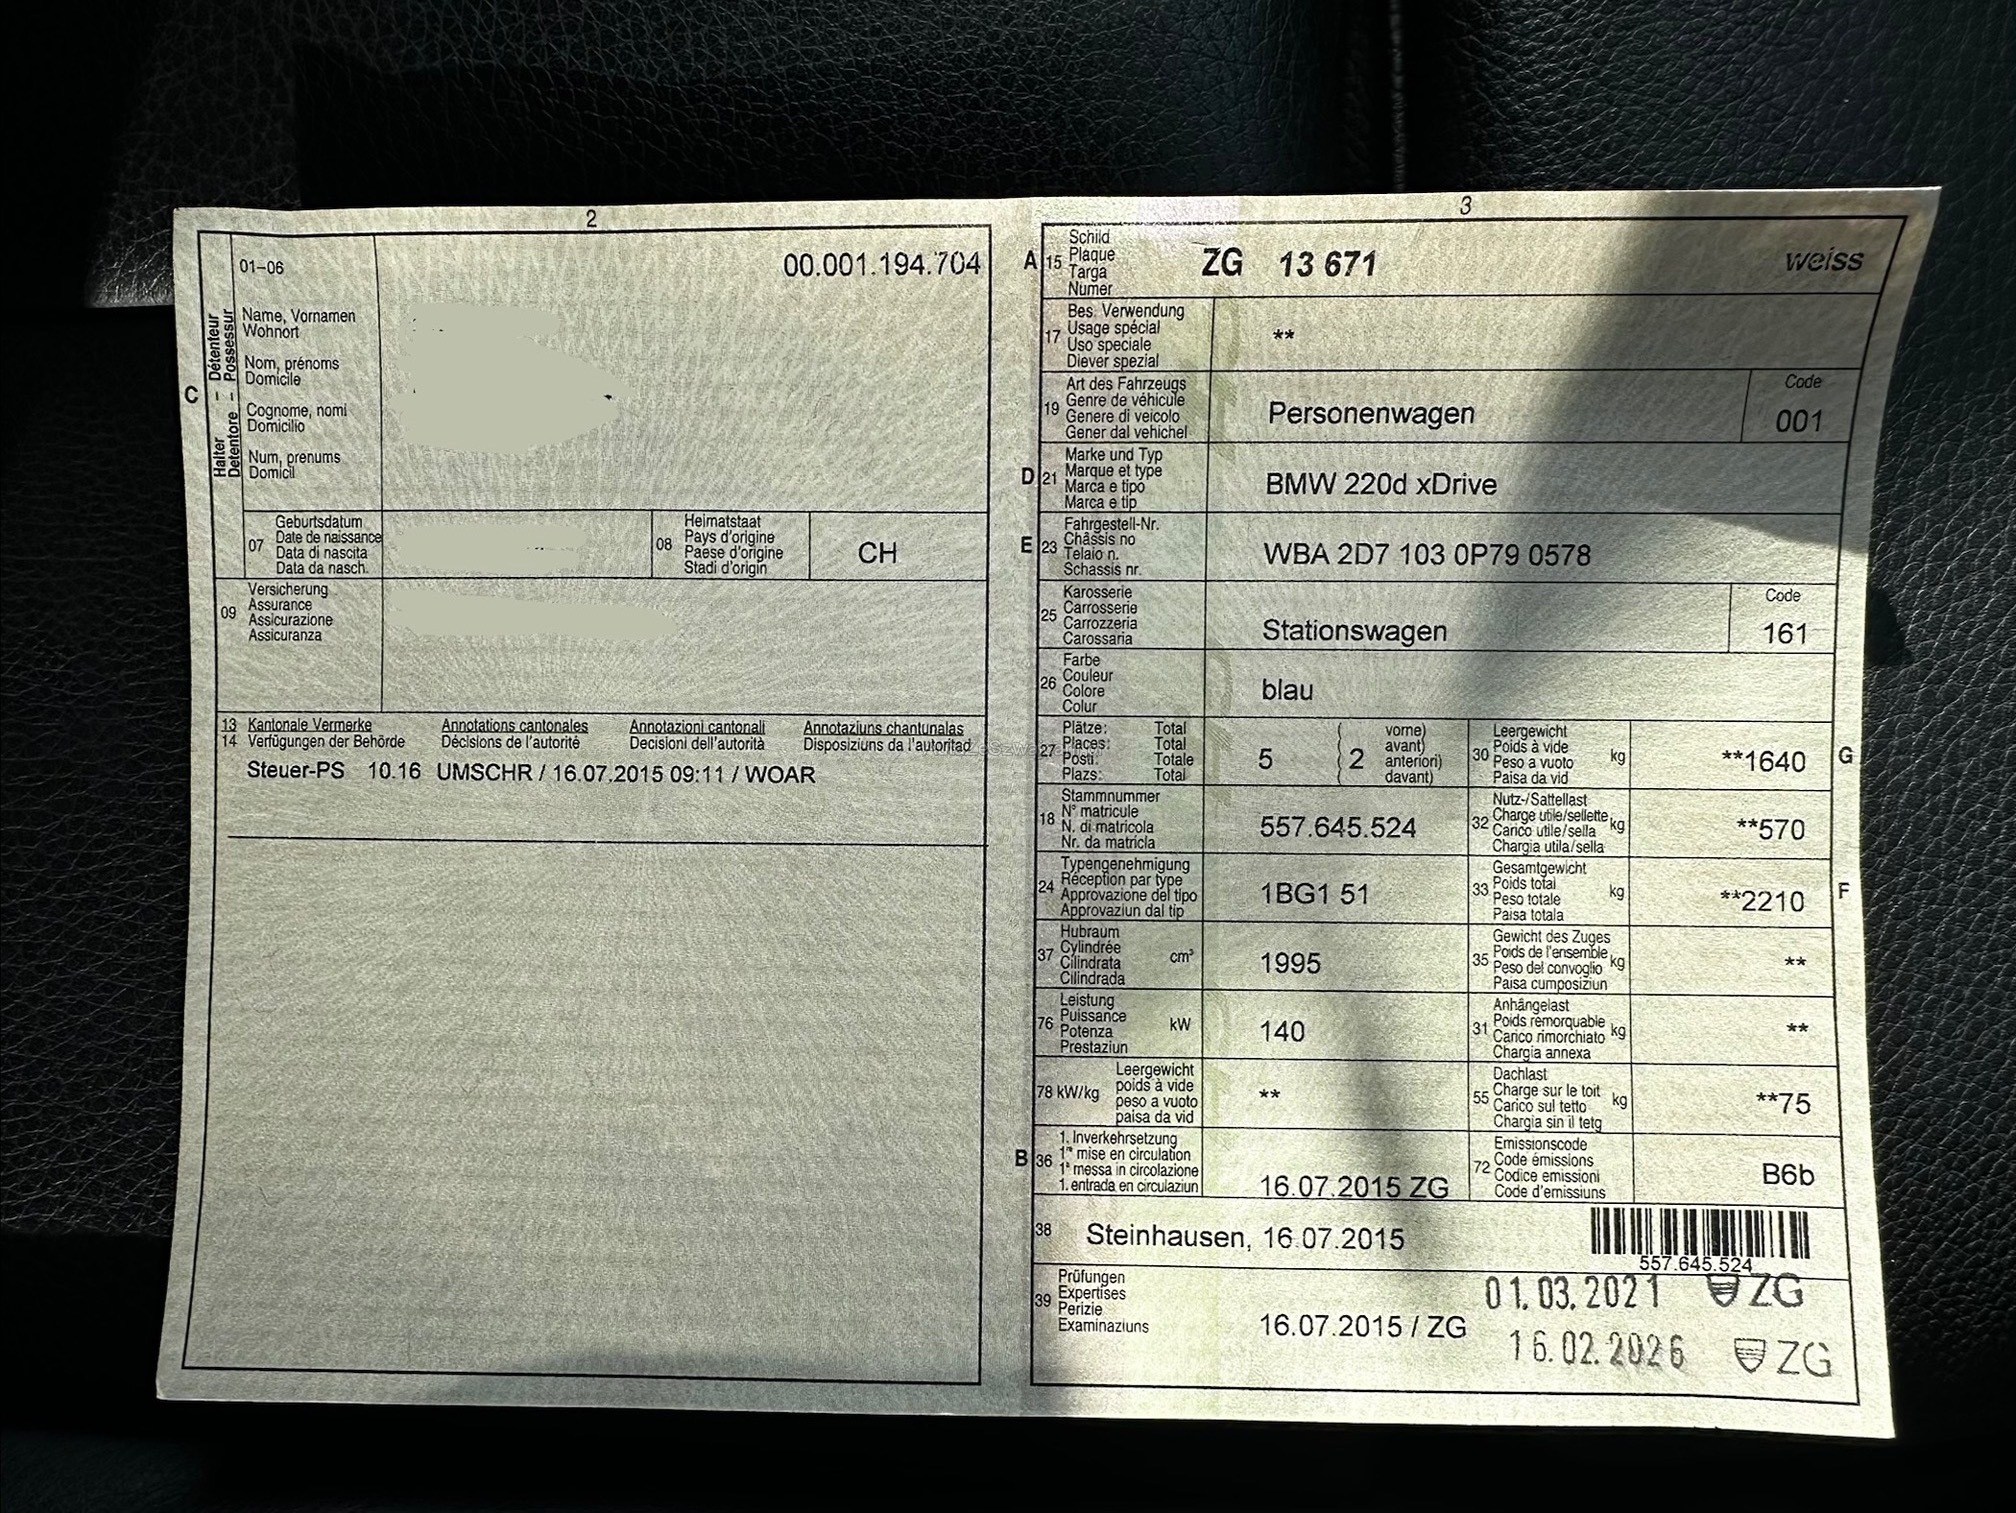 2
01-06
00.001.194.704
C
Halter – Détenteur
Detentore – Possessur
Name, Vornamen
Wohnort
Nom, prénoms
Domicile
Cognome, nomi
Domicilio
Num, prenums
Domicil
07
Geburtsdatum
Date de naissance
Data di nascita
Data da nasch.
08
Heimatstaat
Pays d'origine
Paese d'origine
Stadi d'origin
CH
09
Versicherung
Assurance
Assicurazione
Assicuranza
13 Kantonale Vermerke Annotations cantonales Annotazioni cantonali Annotaziuns chantunalas
14 Verfügungen der Behörde Décisions de l'autorité Decisioni dell'autorità Disposiziuns da l'autoritad
Steuer-PS 10.16 UMSCHR / 16.07.2015 09:11 / WOAR
3
A 15
Schild
Plaque
Targa
Numer
ZG 13 671
weiss
17
Bes. Verwendung
Usage spécial
Uso speciale
Diever spezial
**
19
Art des Fahrzeugs
Genre de véhicule
Genere di veicolo
Gener dal vehichel
Personenwagen
Code
001
D 21
Marke und Typ
Marque et type
Marca e tipo
Marca e tip
BMW 220d xDrive
E 23
Fahrgestell-Nr.
Châssis no
Telaio n.
Schassis nr.
WBA 2D7 103 0P79 0578
25
Karosserie
Carrosserie
Carrozzeria
Carossaria
Stationswagen
Code
161
26
Farbe
Couleur
Colore
Colur
blau
27
Plätze: Total
Places: Total
Posti: Totale
Plazs: Total
5
( 2
vorne)
avant)
anteriori)
davant)
30
Leergewicht
Poids à vide
Peso a vuoto
Paisa da vid
kg
**1640
G
18
Stammnummer
N° matricule
N. di matricola
Nr. da matricla
557.645.524
32
Nutz-/Sattellast
Charge utile/sellette
Carico utile/sella
Chargia utila/sella
kg
**570
24
Typengenehmigung
Réception par type
Approvazione del tipo
Approvaziun dal tip
1BG1 51
33
Gesamtgewicht
Poids total
Peso totale
Paisa totala
kg
**2210
F
37
Hubraum
Cylindrée
Cilindrata
Cilindrada
cm³
1995
35
Gewicht des Zuges
Poids de l'ensemble
Peso del convoglio
Paisa cumposiziun
kg
**
76
Leistung
Puissance
Potenza
Prestaziun
kW
140
31
Anhängelast
Poids remorquable
Carico rimorchiato
Chargia annexa
kg
**
78 kW/kg
Leergewicht
poids à vide
peso a vuoto
paisa da vid
**
55
Dachlast
Charge sur le toit
Carico sul tetto
Chargia sin il tetg
kg
**75
B 36
1. Inverkehrsetzung
1re mise en circulation
1a messa in circolazione
1. entrada en circulaziun
16.07.2015 ZG
72
Emissionscode
Code émissions
Codice emissioni
Code d'emissiuns
B6b
38
Steinhausen, 16.07.2015
557.645.524
39
Prüfungen
Expertises
Perizie
Examinaziuns
16.07.2015 / ZG
01.03.2021 ZG
16.02.2026 ZG